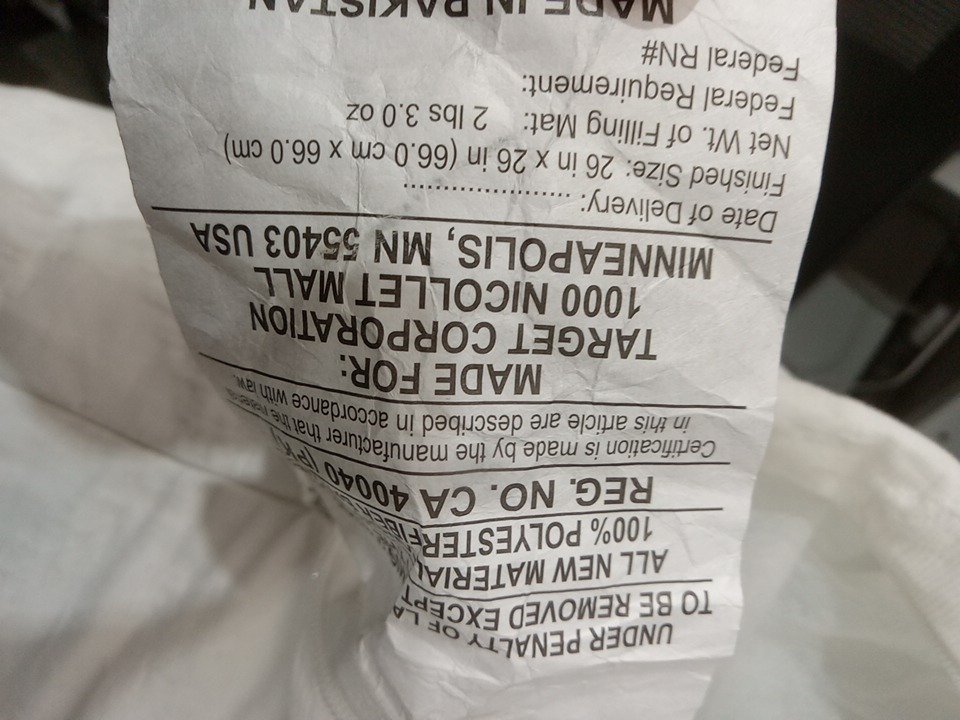 UNDER PENALTY OF LA
TO BE REMOVED EXCEPT
ALL NEW MATERIAL
100% POLYESTER FIBER
REG. NO. CA 40040 (PK)
Certification is made by the manufacturer that the materials
in this article are described in accordance with law.
MADE FOR:
TARGET CORPORATION
1000 NICOLLET MALL
MINNEAPOLIS, MN 55403 USA
Date of Delivery: .....................
Finished Size: 26 in x 26 in (66.0 cm x 66.0 cm)
Net Wt. of Filling Mat: 2 lbs 3.0 oz
Federal Requirement:
Federal RN#
MADE IN PAKISTAN